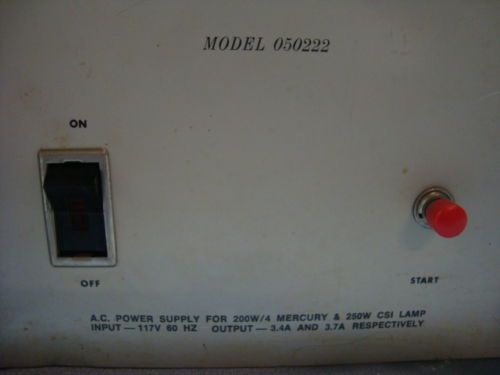 MODEL 050222
ON
OFF
START
A.C. POWER SUPPLY FOR 200W/4 MERCURY & 250W CSI LAMP
INPUT — 117V 60 HZ OUTPUT — 3.4A AND 3.7A RESPECTIVELY